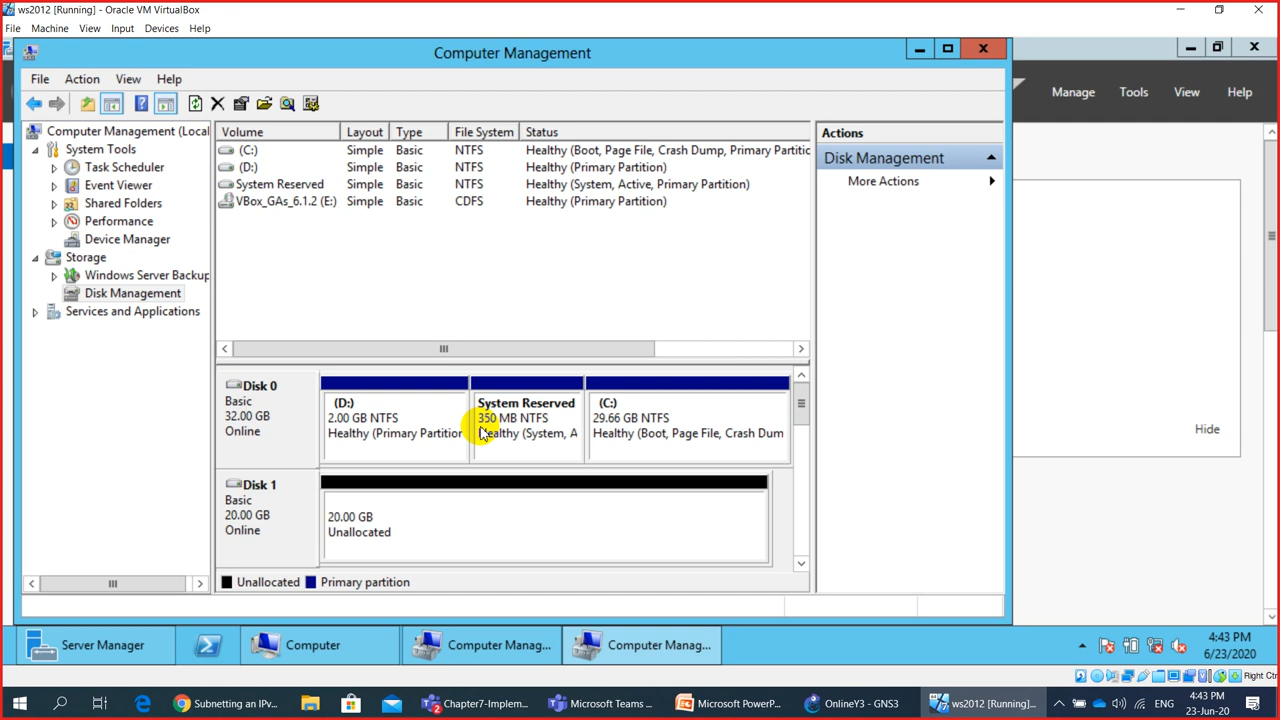 ws2012 [Running] - Oracle VM VirtualBox
File Machine View Input Devices Help
Computer Management
File Action View Help
Manage Tools View Help
Computer Management (Local
System Tools
Task Scheduler
Event Viewer
Shared Folders
Performance
Device Manager
Storage
Windows Server Backup
Disk Management
Services and Applications
Volume Layout Type File System Status
(C:) Simple Basic NTFS Healthy (Boot, Page File, Crash Dump, Primary Partitic
(D:) Simple Basic NTFS Healthy (Primary Partition)
System Reserved Simple Basic NTFS Healthy (System, Active, Primary Partition)
VBox_GAs_6.1.2 (E:) Simple Basic CDFS Healthy (Primary Partition)
Actions
Disk Management
More Actions
Disk 0
Basic
32.00 GB
Online
(D:)
2.00 GB NTFS
Healthy (Primary Partition
System Reserved
350 MB NTFS
Healthy (System, A
(C:)
29.66 GB NTFS
Healthy (Boot, Page File, Crash Dum
Hide
Disk 1
Basic
20.00 GB
Online
20.00 GB
Unallocated
Unallocated Primary partition
Server Manager Computer Computer Manag... Computer Manag...
4:43 PM
6/23/2020
Right Ctr
Subnetting an IPv... Chapter7-Implem... Microsoft Teams ... Microsoft PowerP... OnlineY3 - GNS3 ws2012 [Running]...
ENG
4:43 PM
23-Jun-20